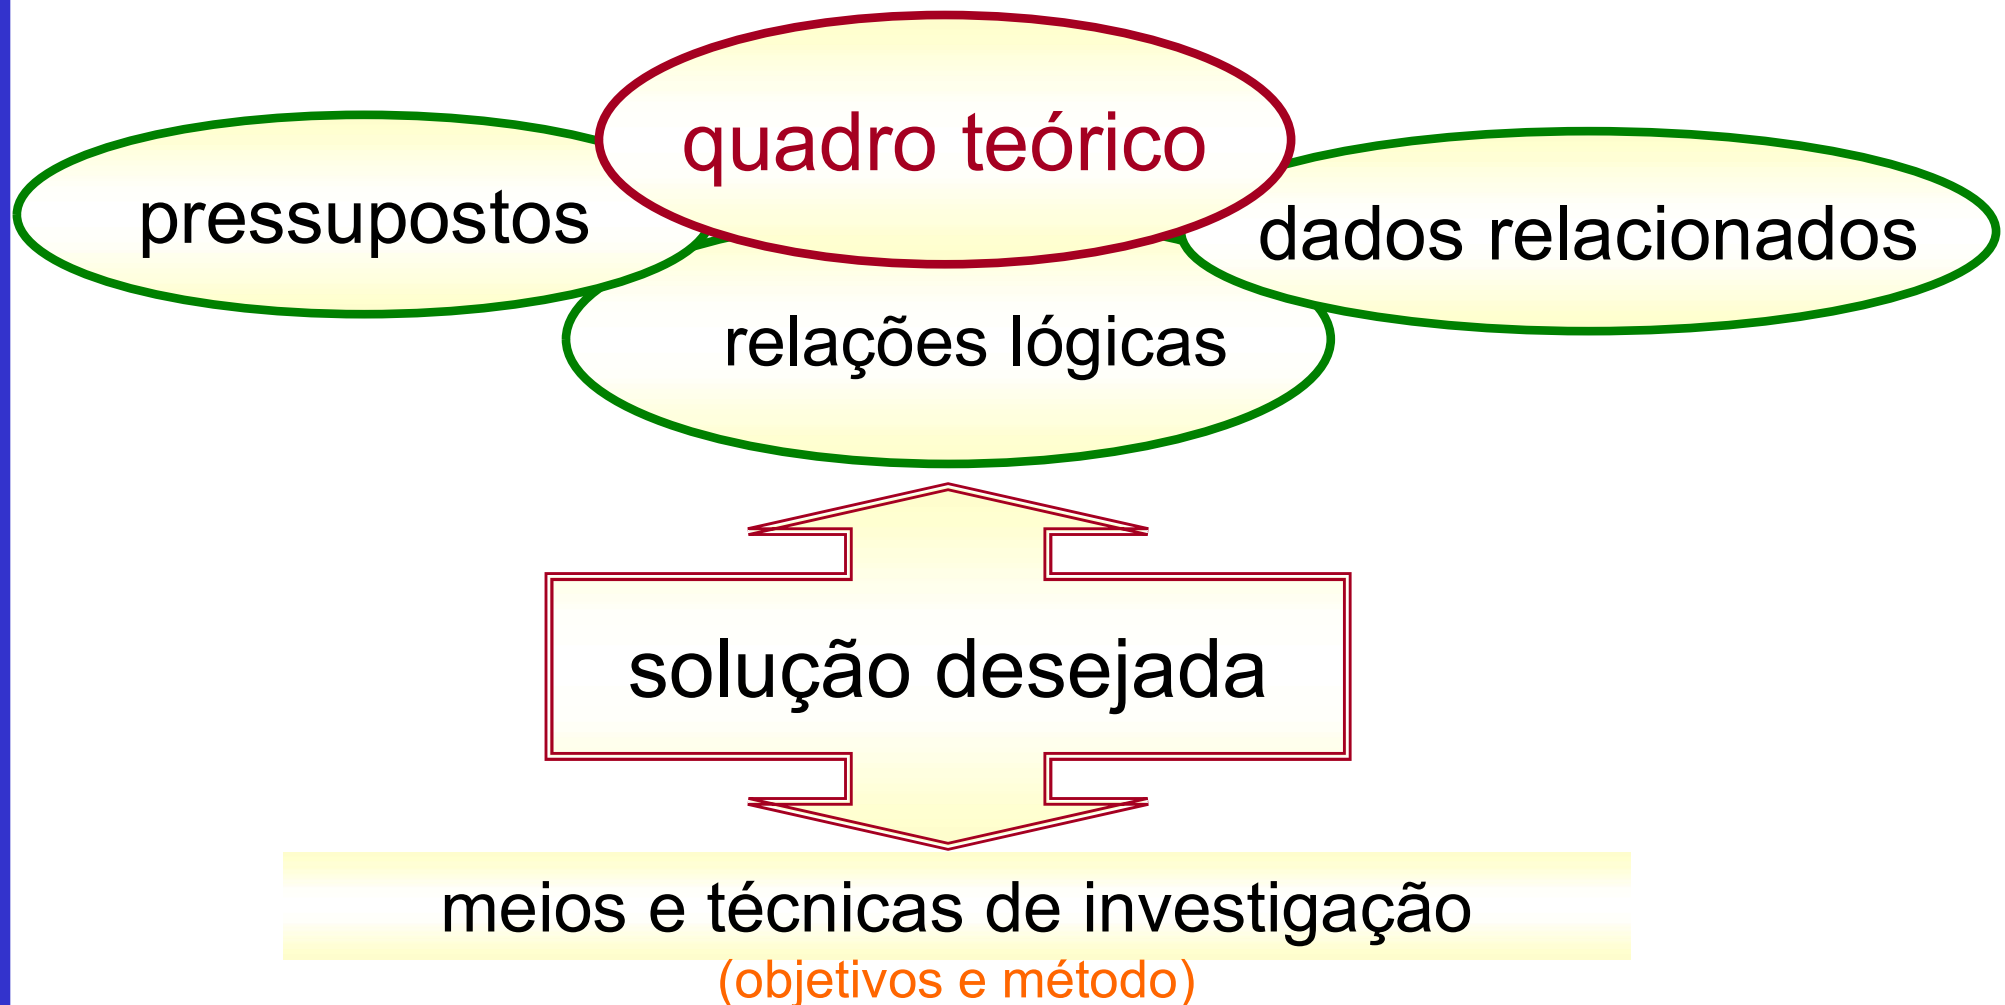 quadro teórico
pressupostos
dados relacionados
relações lógicas
solução desejada
meios e técnicas de investigação
(objetivos e método)